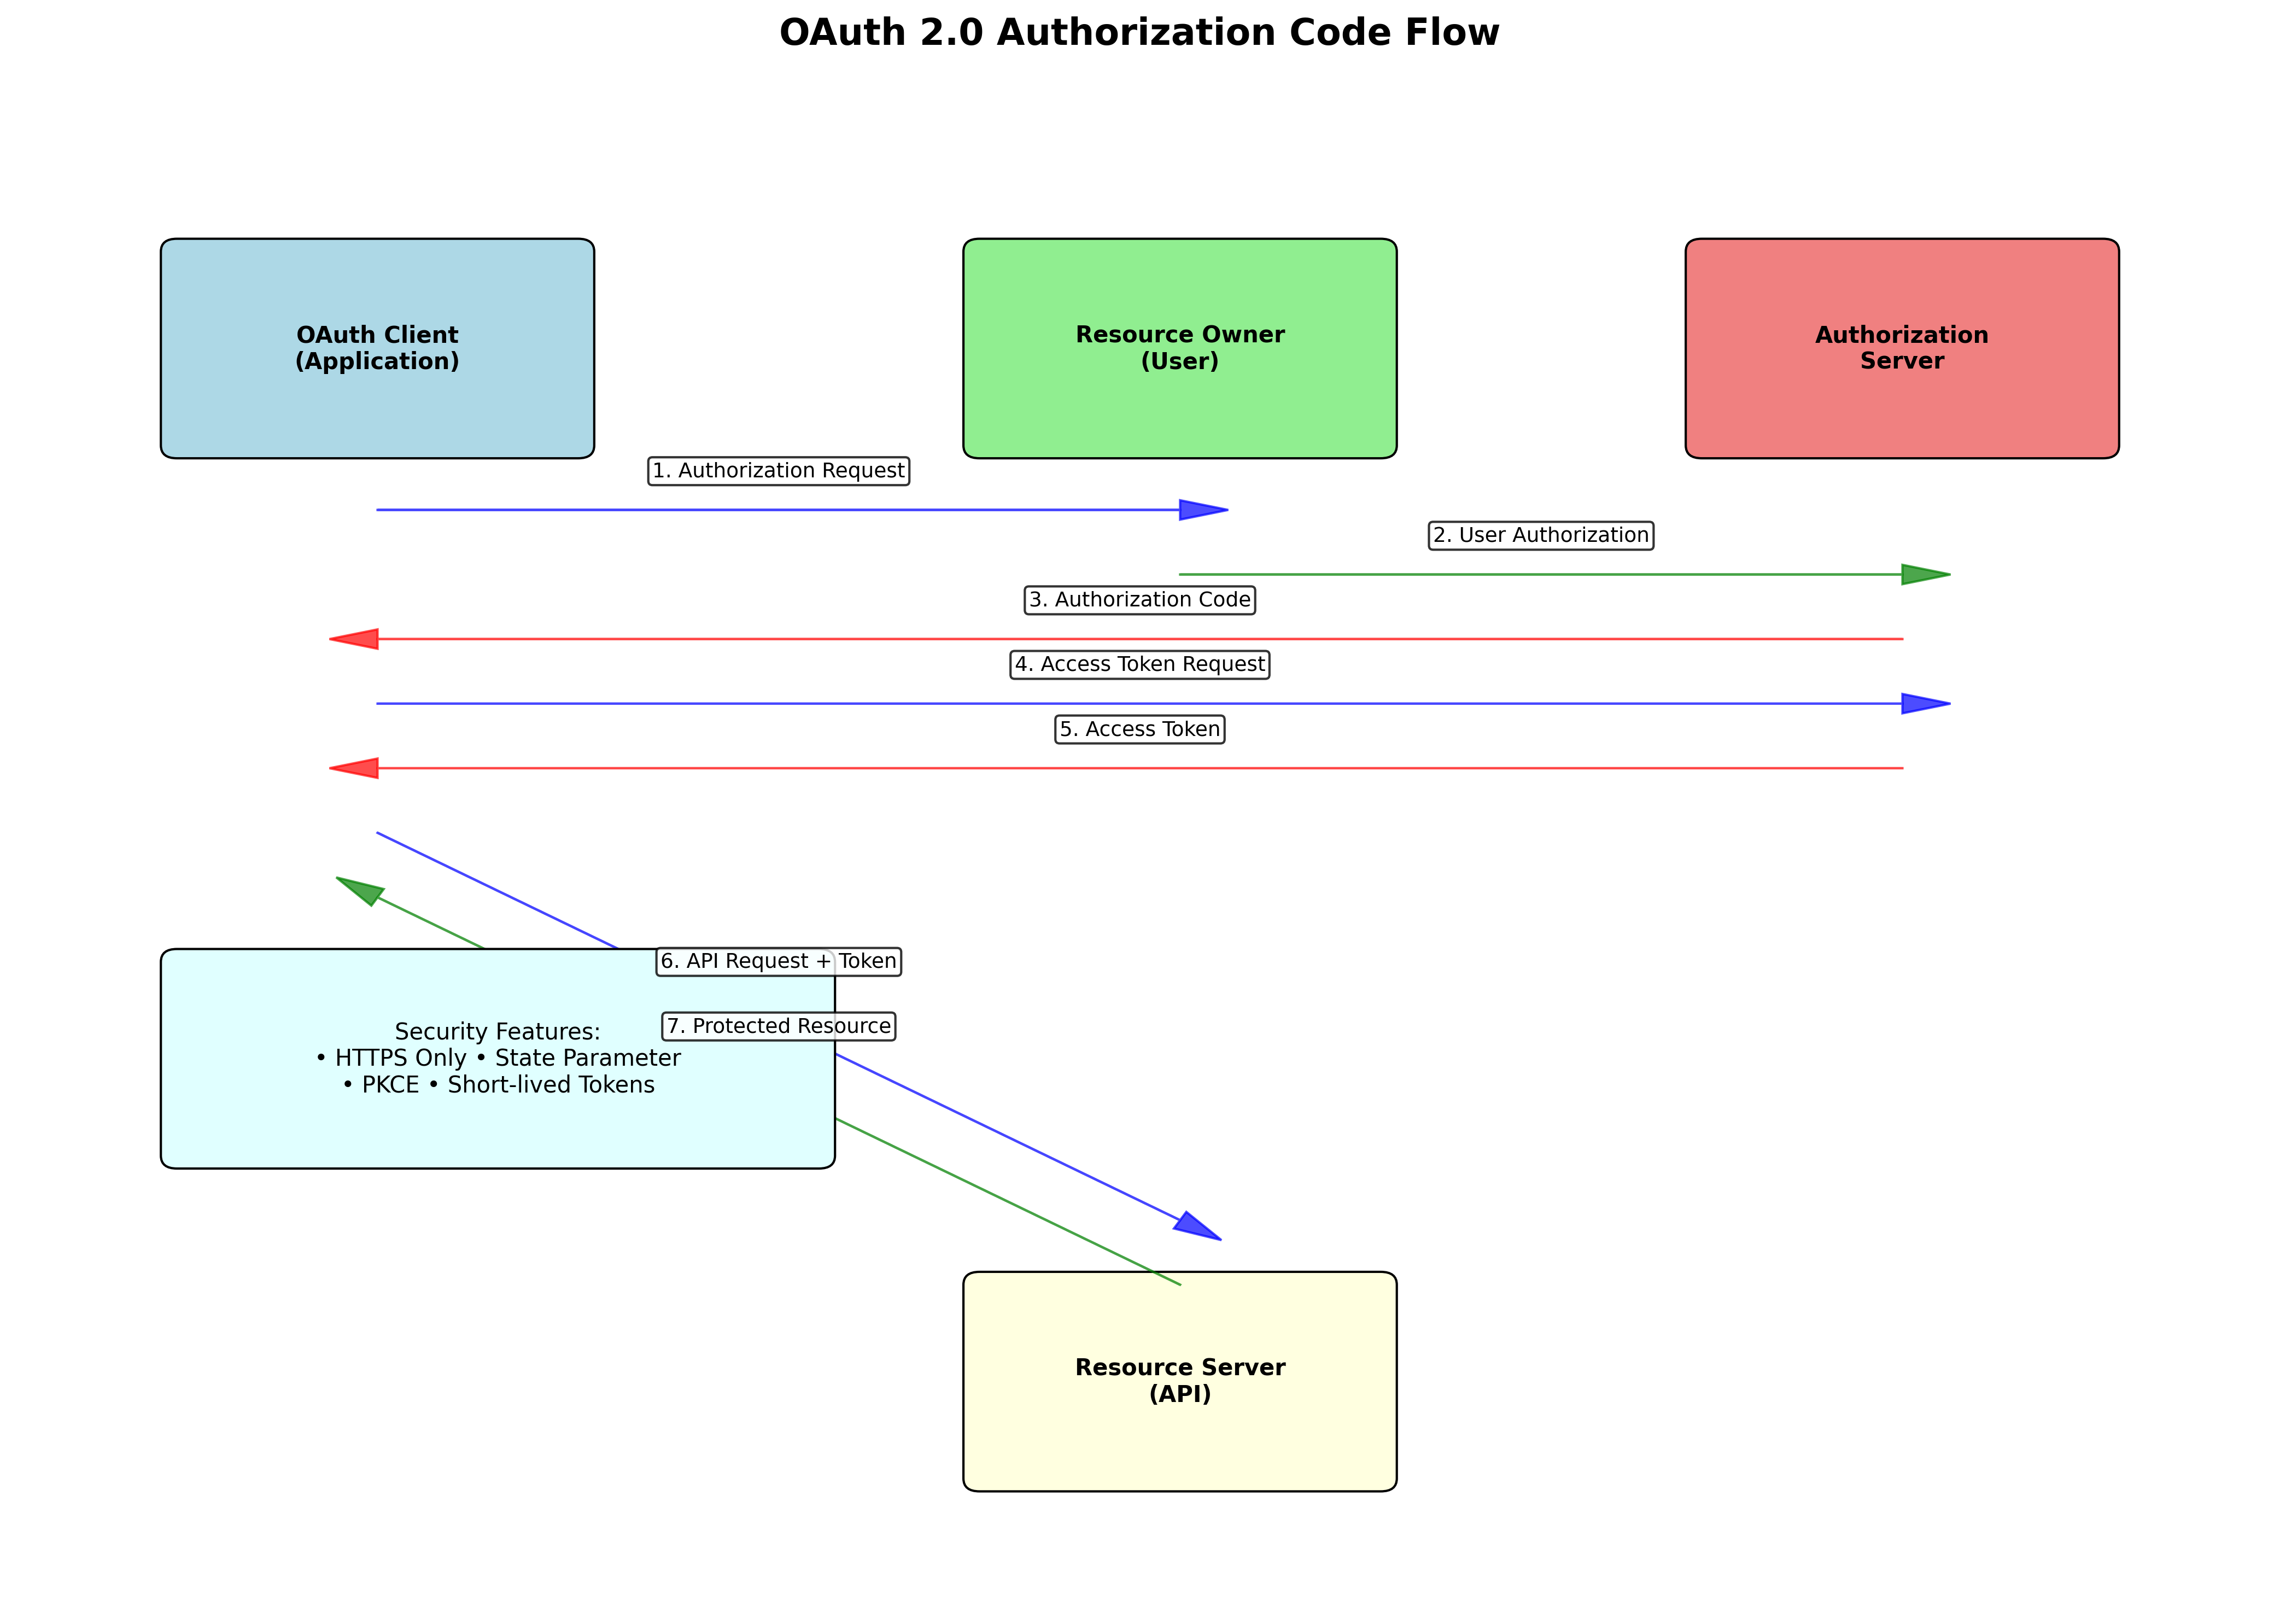 OAuth 2.0 Authorization Code Flow
OAuth Client
(Application)
Resource Owner
(User)
Authorization
Server
1. Authorization Request
2. User Authorization
3. Authorization Code
4. Access Token Request
5. Access Token
6. API Request + Token
7. Protected Resource
Security Features:
• HTTPS Only • State Parameter
• PKCE • Short-lived Tokens
Resource Server
(API)